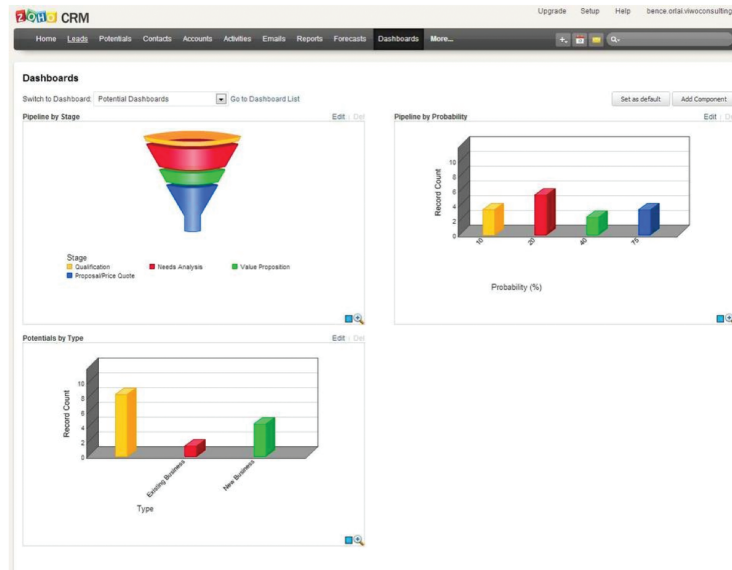 Upgrade Setup Help bence.orlai.viwoconsulting
ZOHO CRM
Home Leads Potentials Contacts Accounts Activities Emails Reports Forecasts Dashboards More...
Dashboards
Switch to Dashboard: Potential Dashboards Go to Dashboard List Set as default Add Component
Pipeline by Stage Edit Del
Stage
Qualification Needs Analysis Value Proposition
Proposal/Price Quote
Pipeline by Probability Edit
Record Count
10
8
6
4
2
0
10 20 40 75
Probability (%)
Potentials by Type Edit Del
Record Count
10
8
6
4
2
0
Existing Business New Business
Type